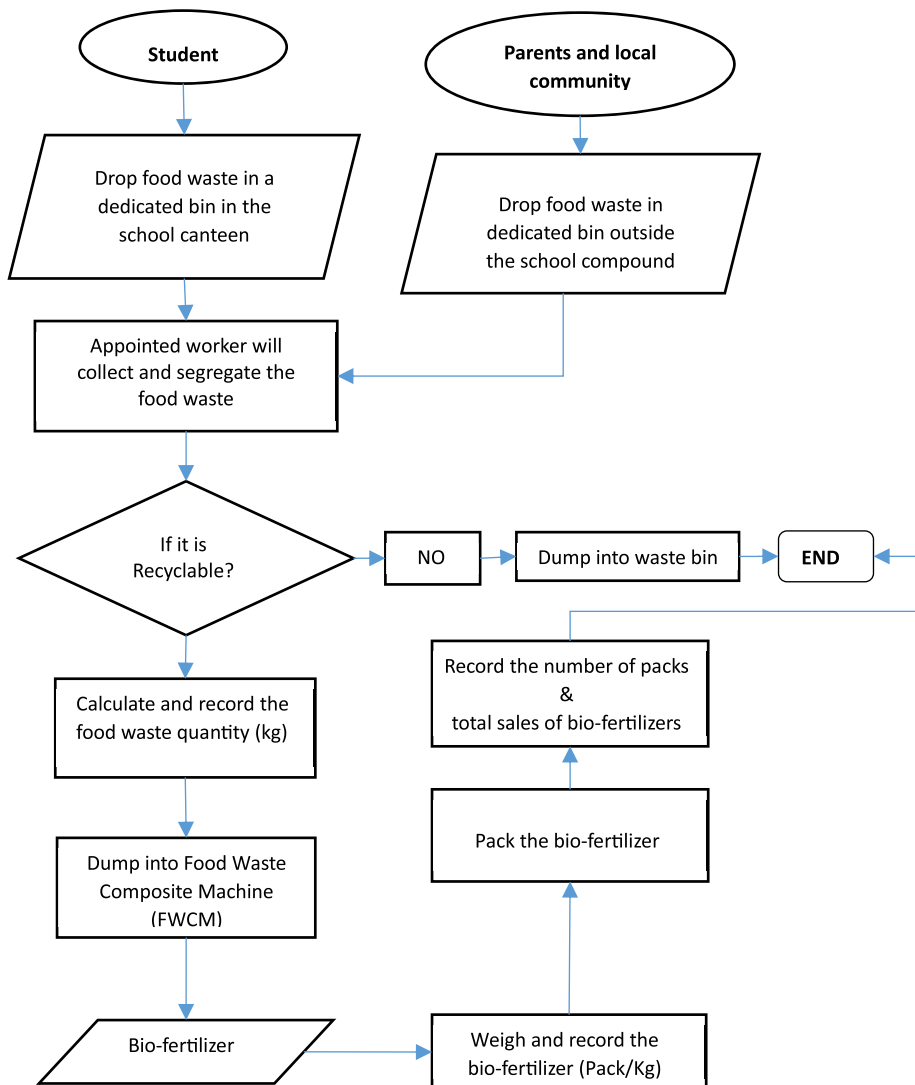 Student
Parents and local
community
Drop food waste in a
dedicated bin in the
school canteen
Drop food waste in
dedicated bin outside
the school compound
Appointed worker will
collect and segregate the
food waste
If it is
Recyclable?
NO
Dump into waste bin
END
Calculate and record the
food waste quantity (kg)
Record the number of packs
&
total sales of bio-fertilizers
Dump into Food Waste
Composite Machine
(FWCM)
Pack the bio-fertilizer
Bio-fertilizer
Weigh and record the
bio-fertilizer (Pack/Kg)